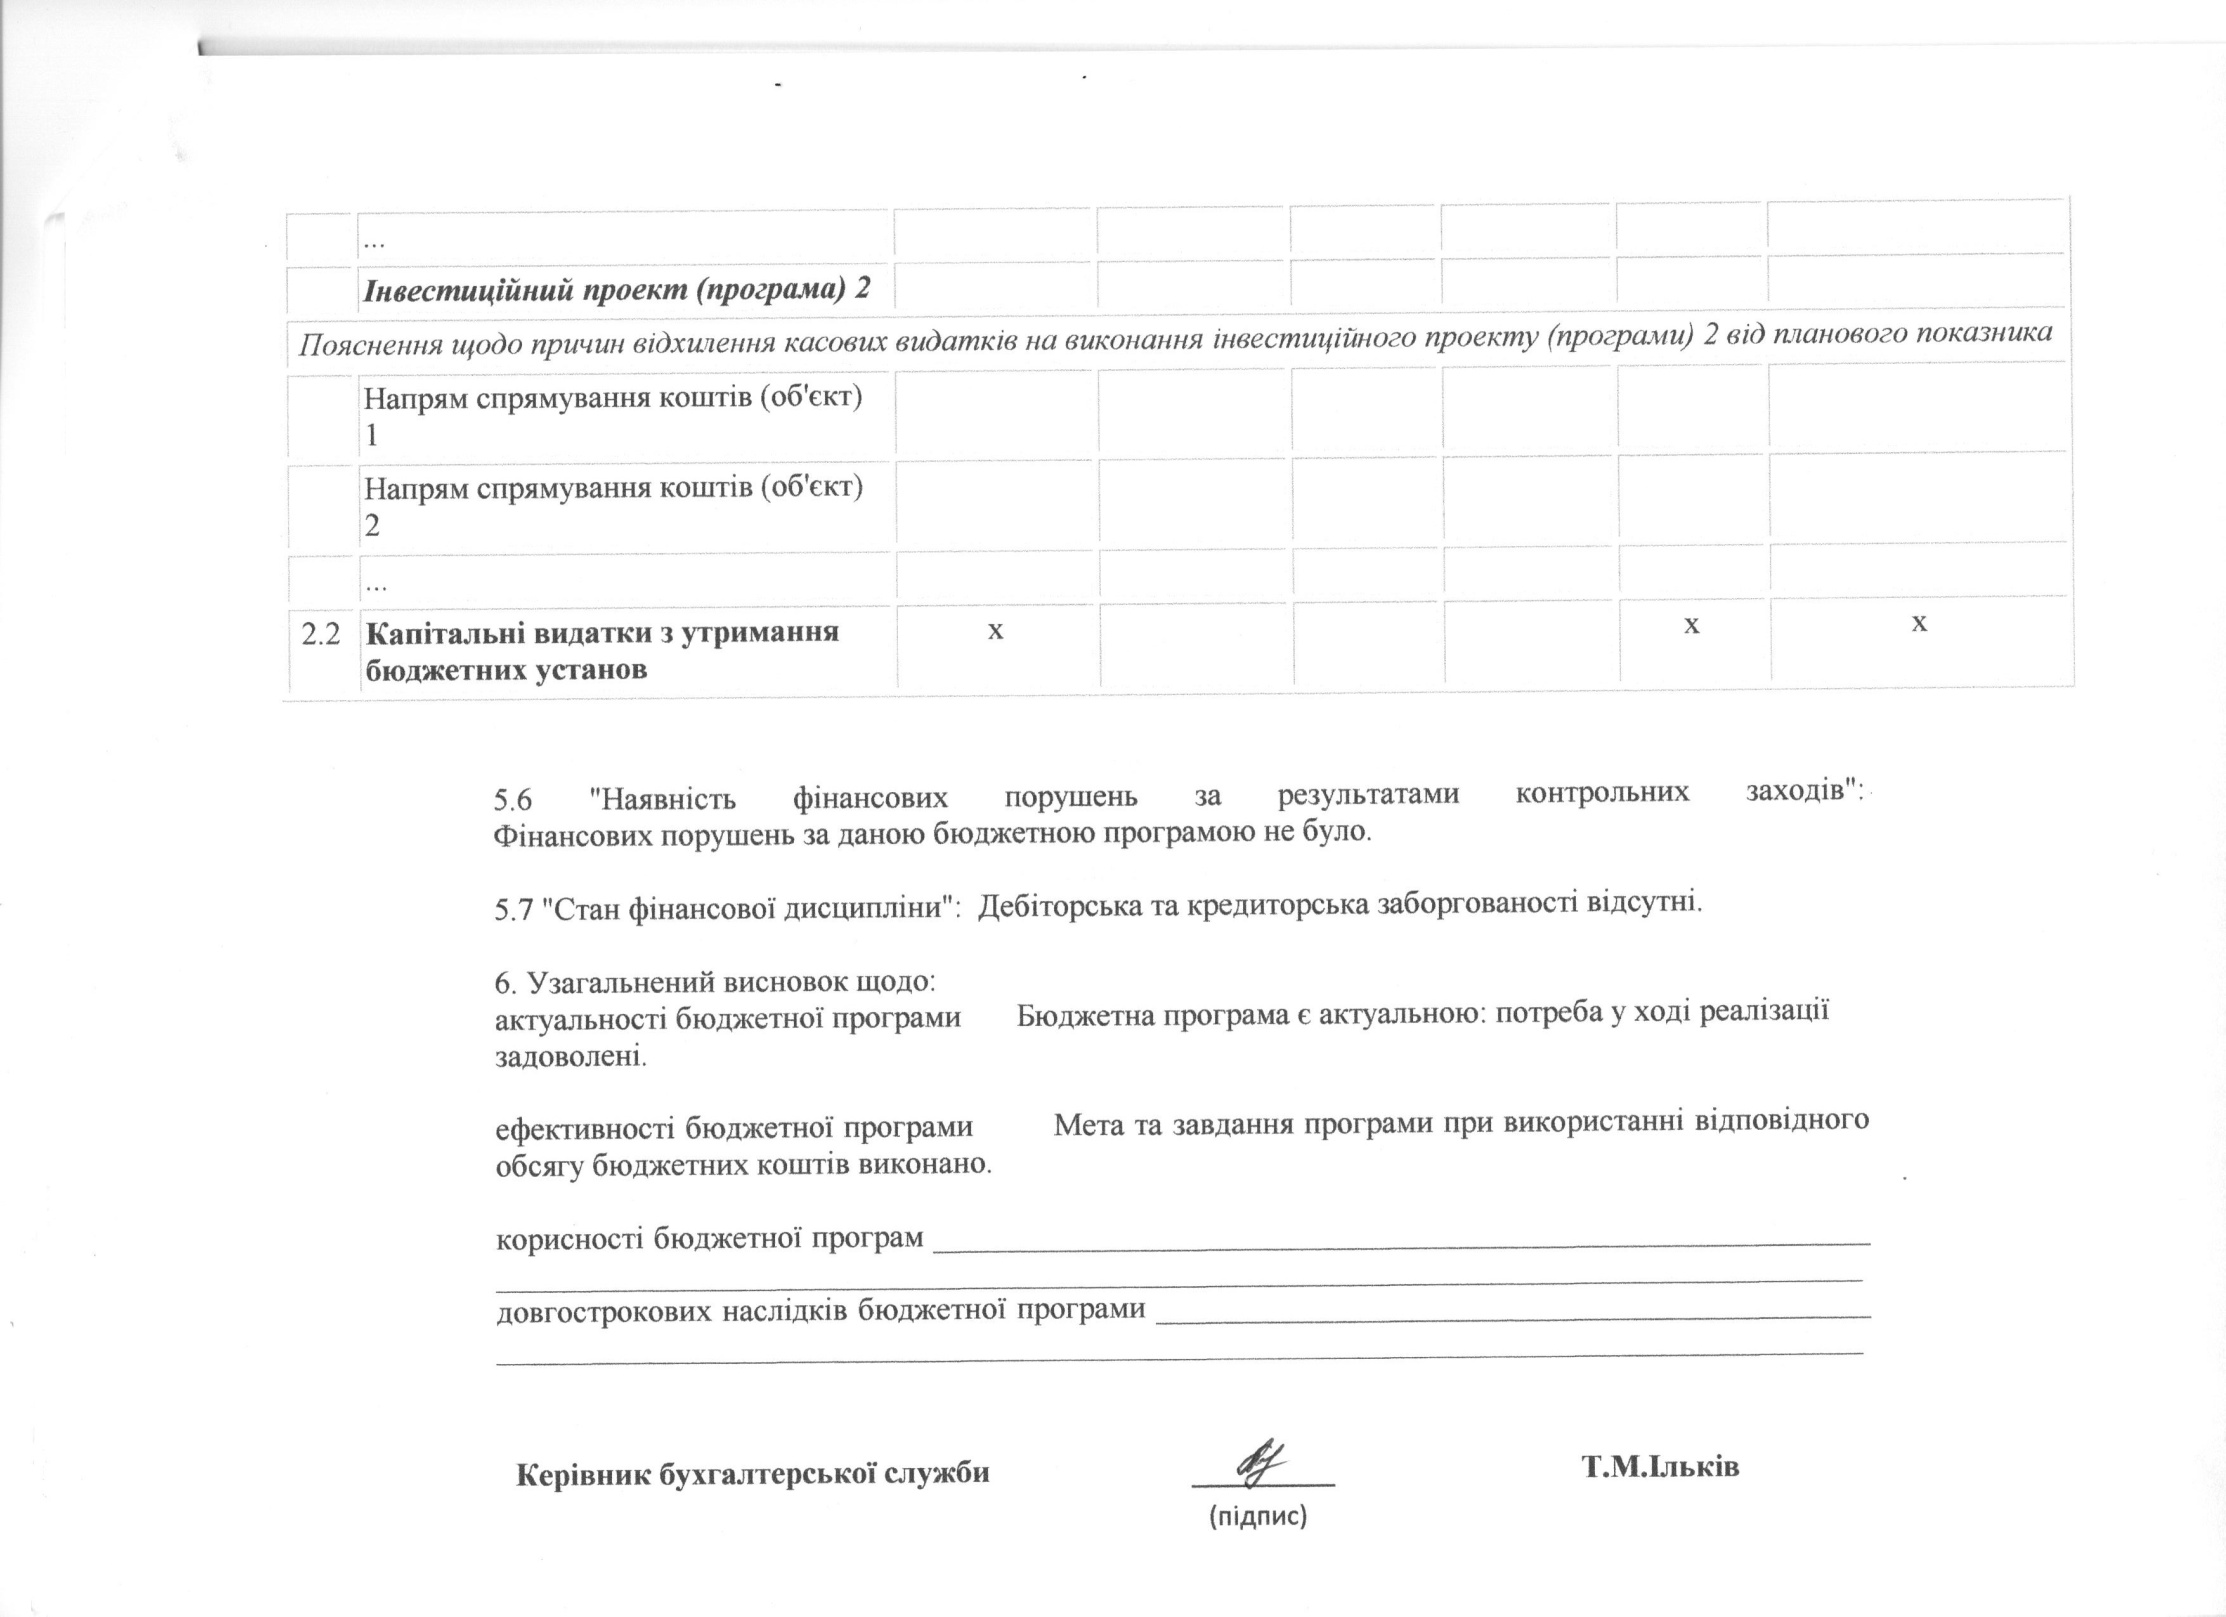 ...
Інвестиційний проект (програма) 2
Пояснення щодо причин відхилення касових видатків на виконання інвестиційного проекту (програми) 2 від планового показника
Напрям спрямування коштів (об'єкт)
1
Напрям спрямування коштів (об'єкт)
2
...
2.2 Капітальні видатки з утримання х х х
бюджетних установ
5.6 "Наявність фінансових порушень за результатами контрольних заходів":
Фінансових порушень за даною бюджетною програмою не було.
5.7 "Стан фінансової дисципліни": Дебіторська та кредиторська заборгованості відсутні.
6. Узагальнений висновок щодо:
актуальності бюджетної програми Бюджетна програма є актуальною: потреба у ході реалізації
задоволені.
ефективності бюджетної програми Мета та завдання програми при використанні відповідного
обсягу бюджетних коштів виконано.
корисності бюджетної програм
довгострокових наслідків бюджетної програми
Керівник бухгалтерської служби Т.М.Ільків
(підпис)